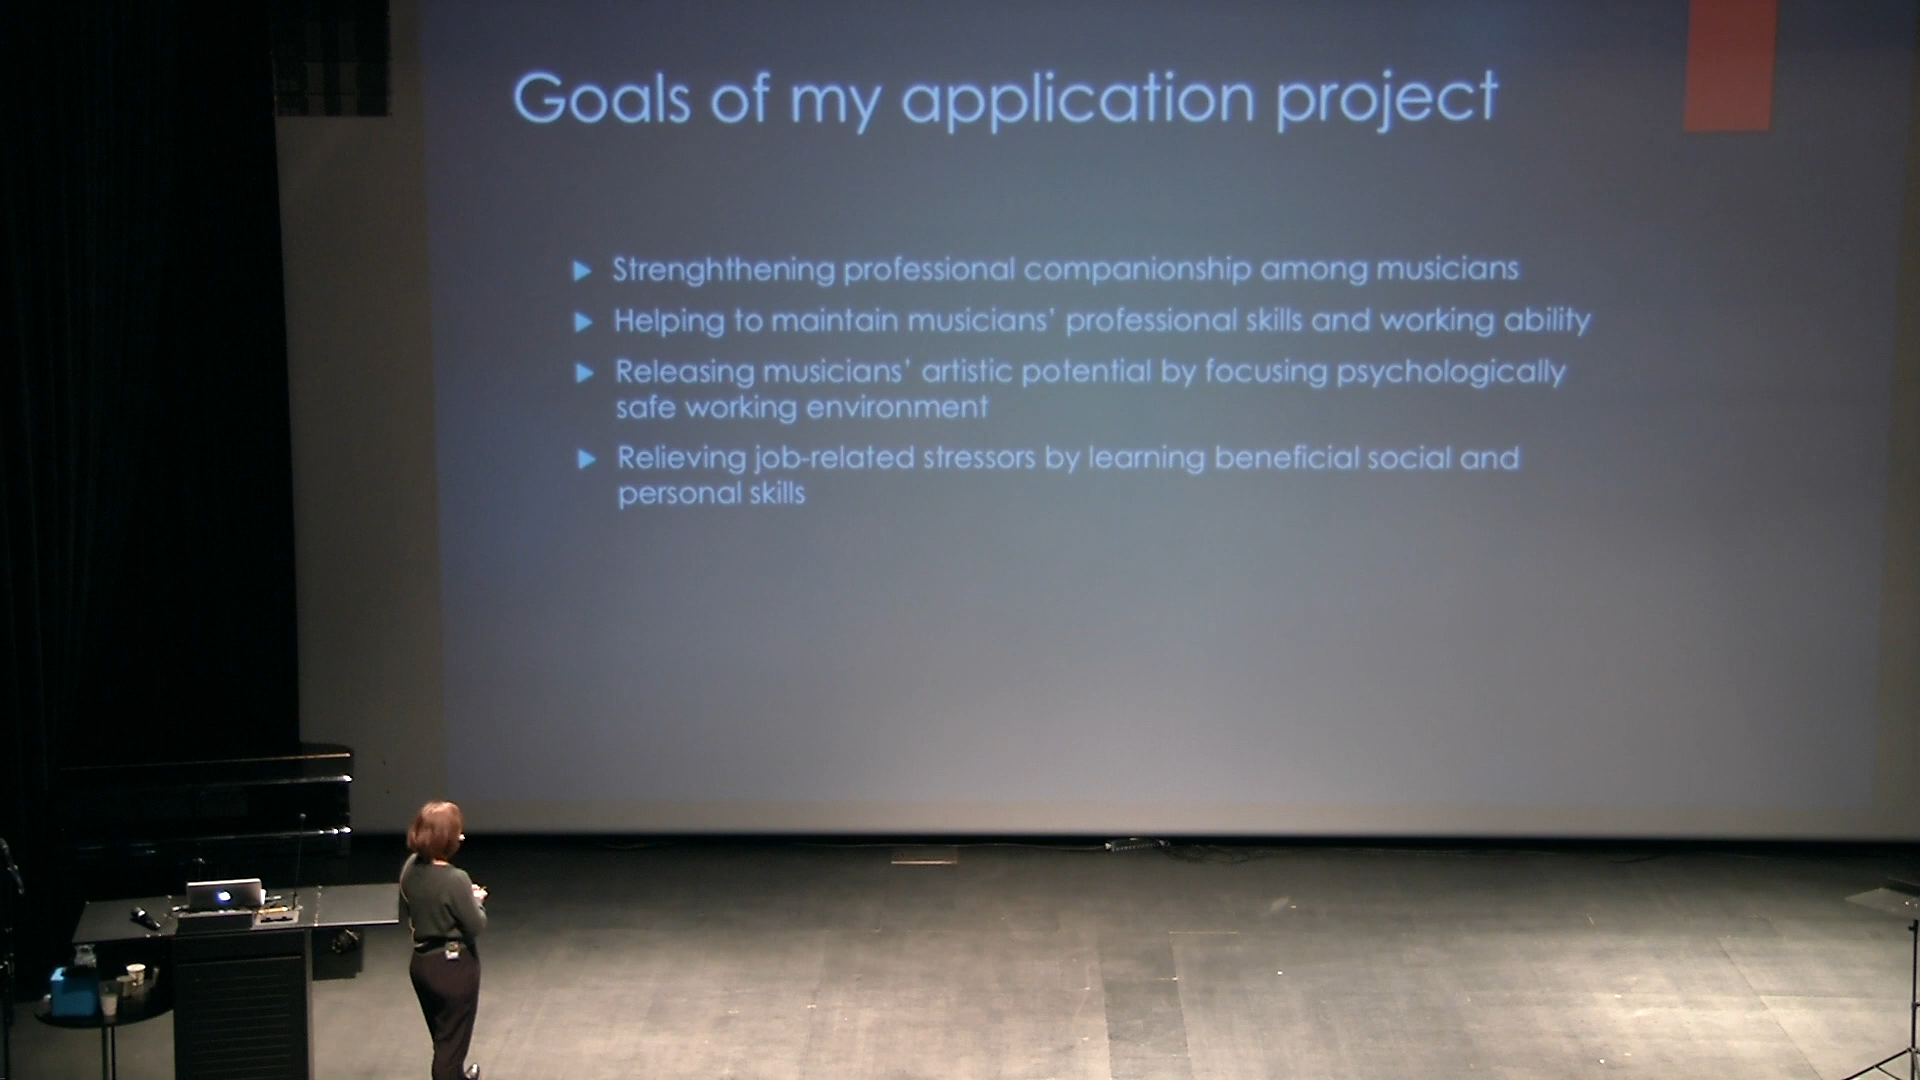 Goals of my application project
Strenghthening professional companionship among musicians
Helping to maintain musicians' professional skills and working ability
Releasing musicians' artistic potential by focusing psychologically
safe working environment
Relieving job-related stressors by learning beneficial social and
personal skills